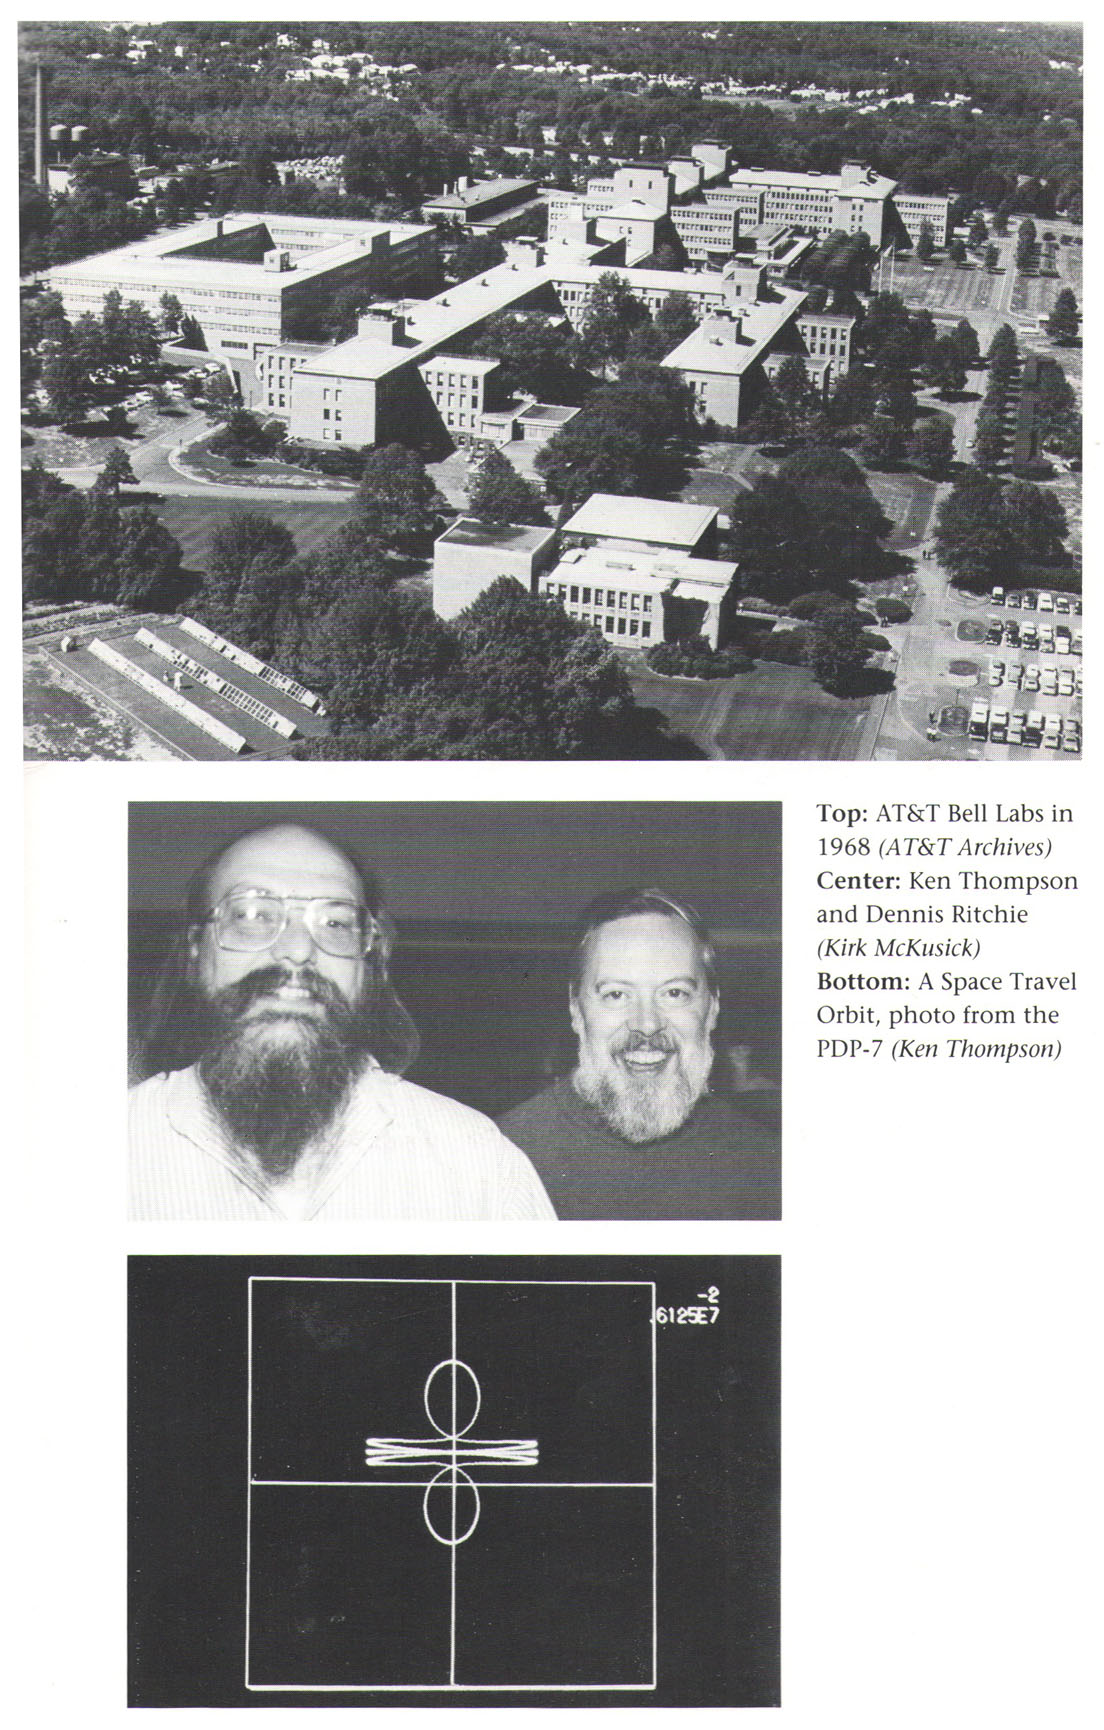 Top: AT&T Bell Labs in
1968 (AT&T Archives)
Center: Ken Thompson
and Dennis Ritchie
(Kirk McKusick)
Bottom: A Space Travel
Orbit, photo from the
PDP-7 (Ken Thompson)
-2
.6125E7